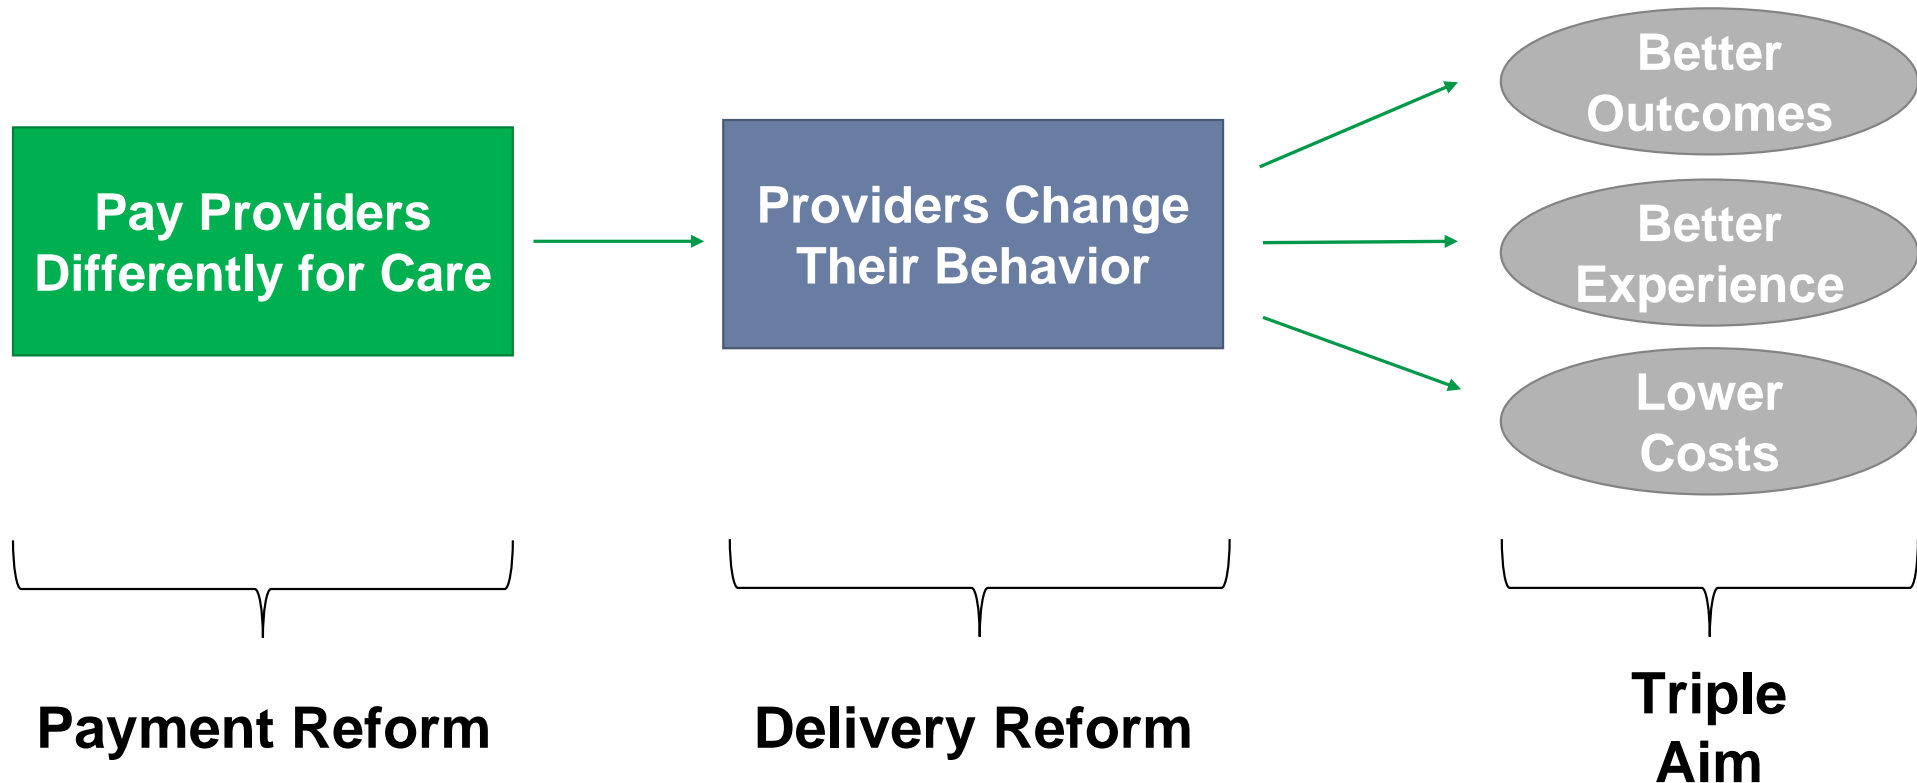 Pay Providers
Differently for Care
Providers Change
Their Behavior
Better
Outcomes
Better
Experience
Lower
Costs
Payment Reform
Delivery Reform
Triple
Aim